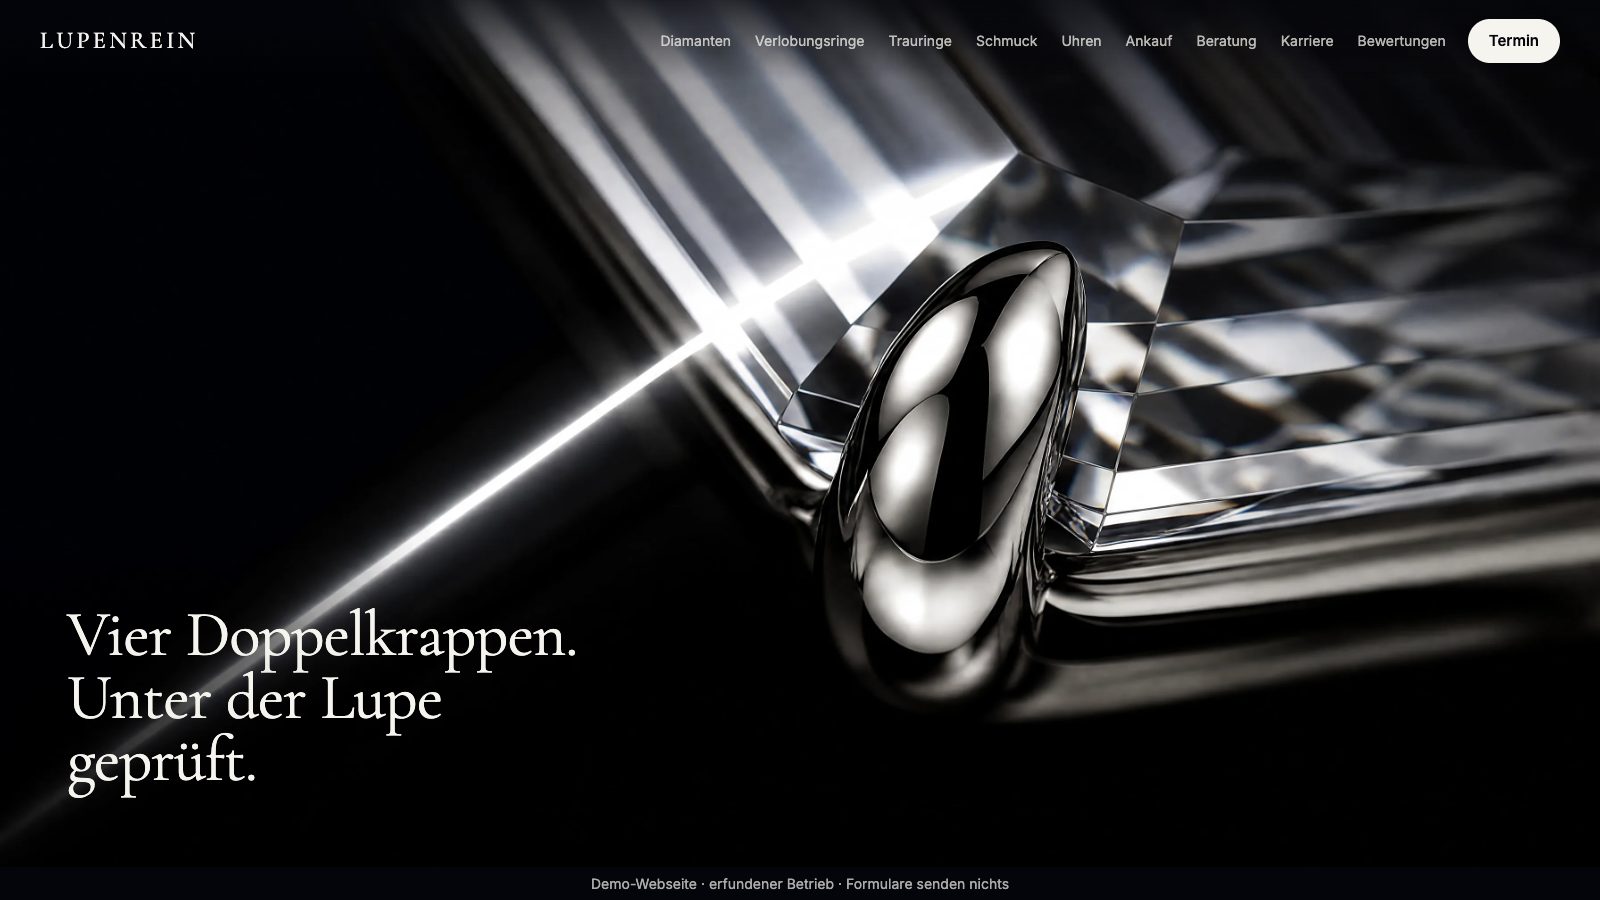 LUPENREIN
Diamanten Verlobungsringe Trauringe Schmuck Uhren Ankauf Beratung Karriere Bewertungen Termin
Vier Doppelkrappen.
Unter der Lupe
geprüft.
Demo-Webseite · erfundener Betrieb · Formulare senden nichts